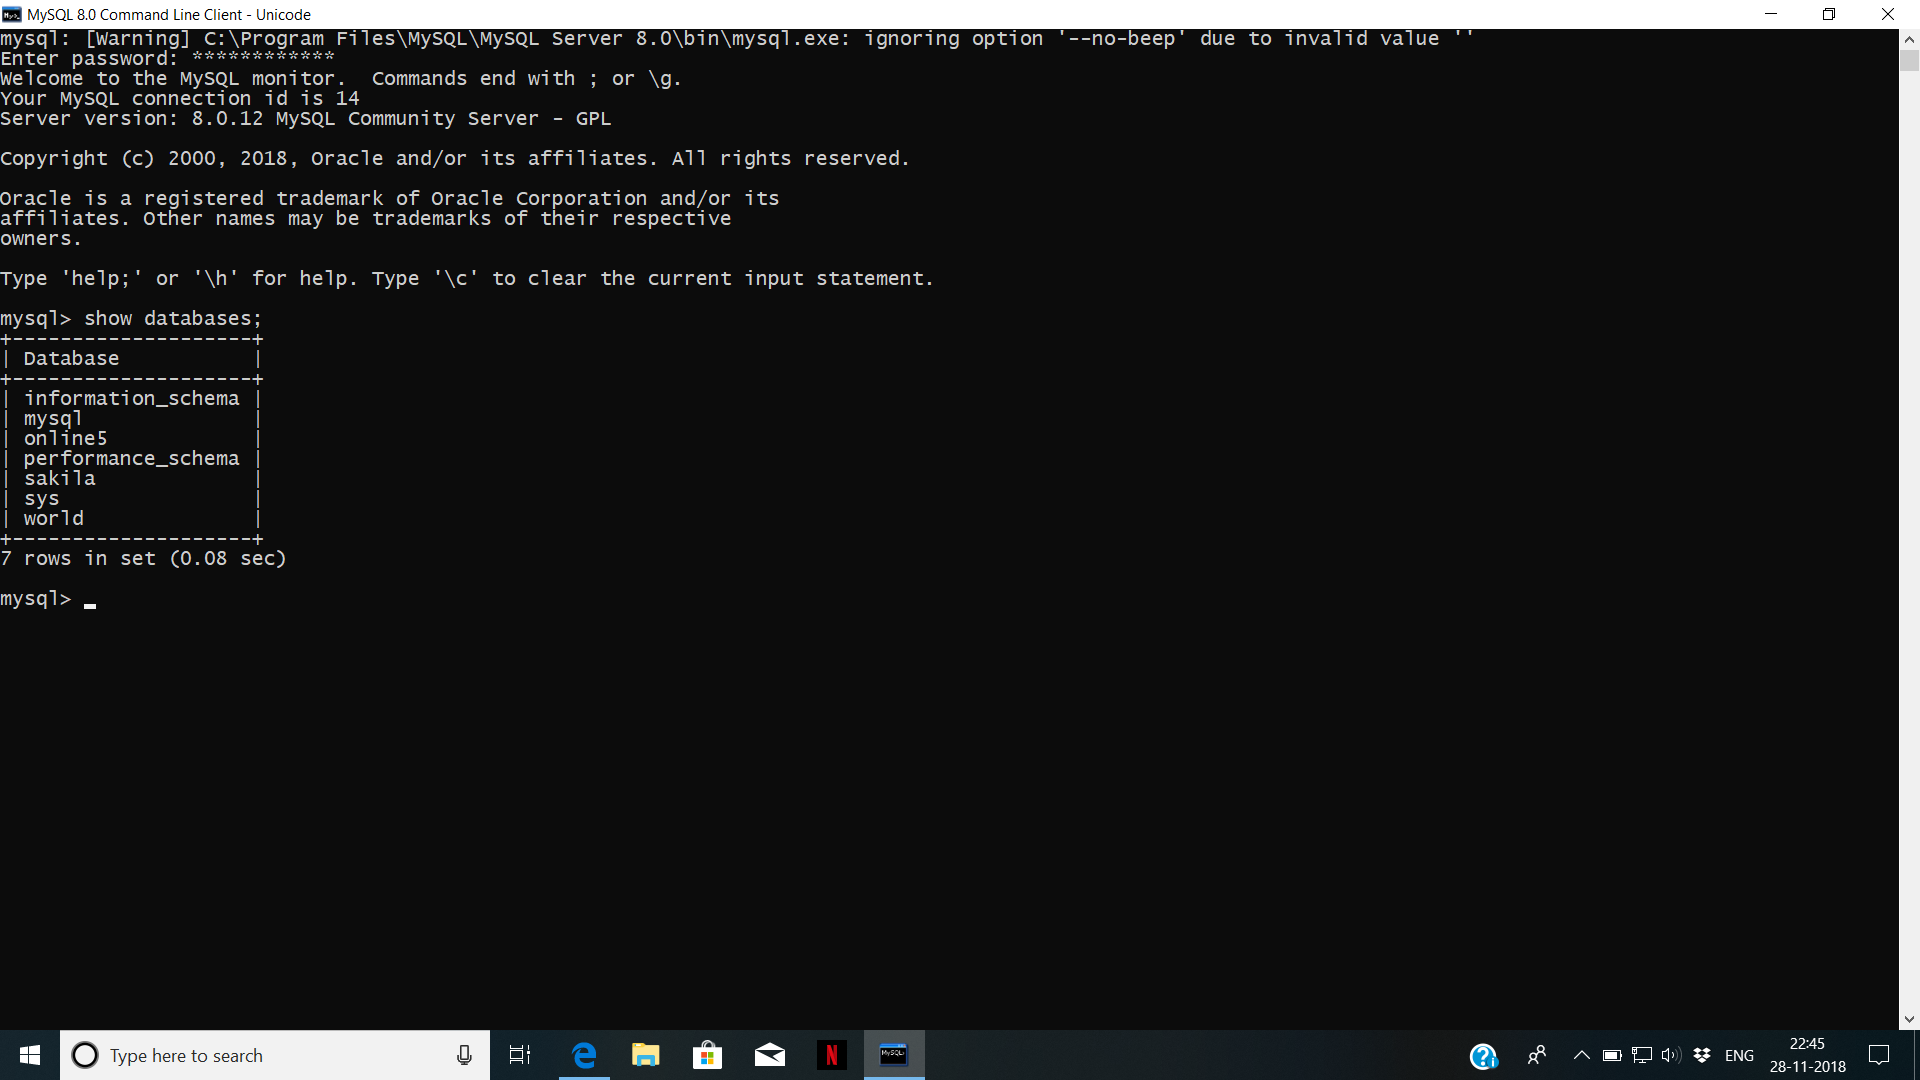 MySQL 8.0 Command Line Client - Unicode
mysql: [Warning] C:\Program Files\MySQL\MySQL Server 8.0\bin\mysql.exe: ignoring option '--no-beep' due to invalid value ''
Enter password: ************
Welcome to the MySQL monitor.  Commands end with ; or \g.
Your MySQL connection id is 14
Server version: 8.0.12 MySQL Community Server - GPL
Copyright (c) 2000, 2018, Oracle and/or its affiliates. All rights reserved.
Oracle is a registered trademark of Oracle Corporation and/or its
affiliates. Other names may be trademarks of their respective
owners.
Type 'help;' or '\h' for help. Type '\c' to clear the current input statement.
mysql> show databases;
+--------------------+
| Database           |
+--------------------+
| information_schema |
| mysql              |
| online5            |
| performance_schema |
| sakila             |
| sys                |
| world              |
+--------------------+
7 rows in set (0.08 sec)
mysql> _
Type here to search
N
MySQL
ENG
22:45
28-11-2018